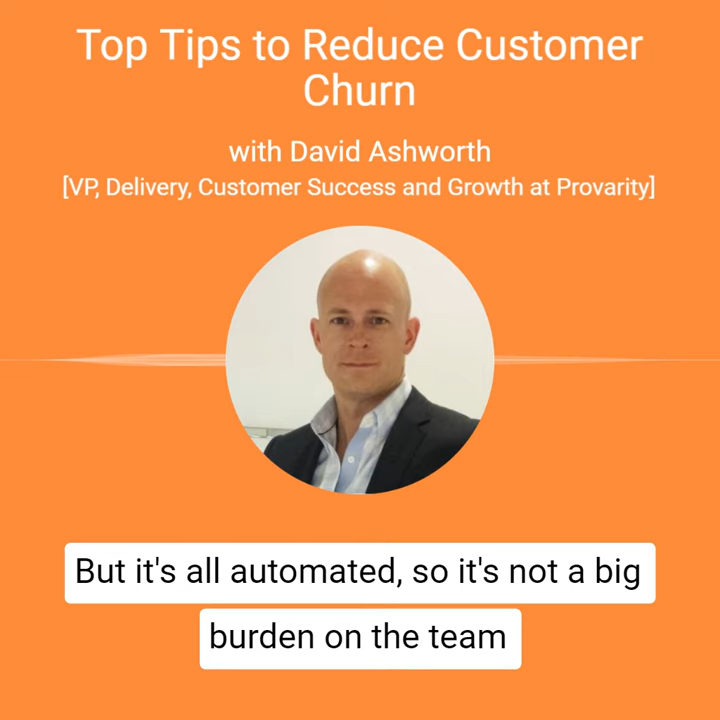 Top Tips to Reduce Customer
Churn
with David Ashworth
[VP, Delivery, Customer Success and Growth at Provarity]
But it's all automated, so it's not a big
burden on the team